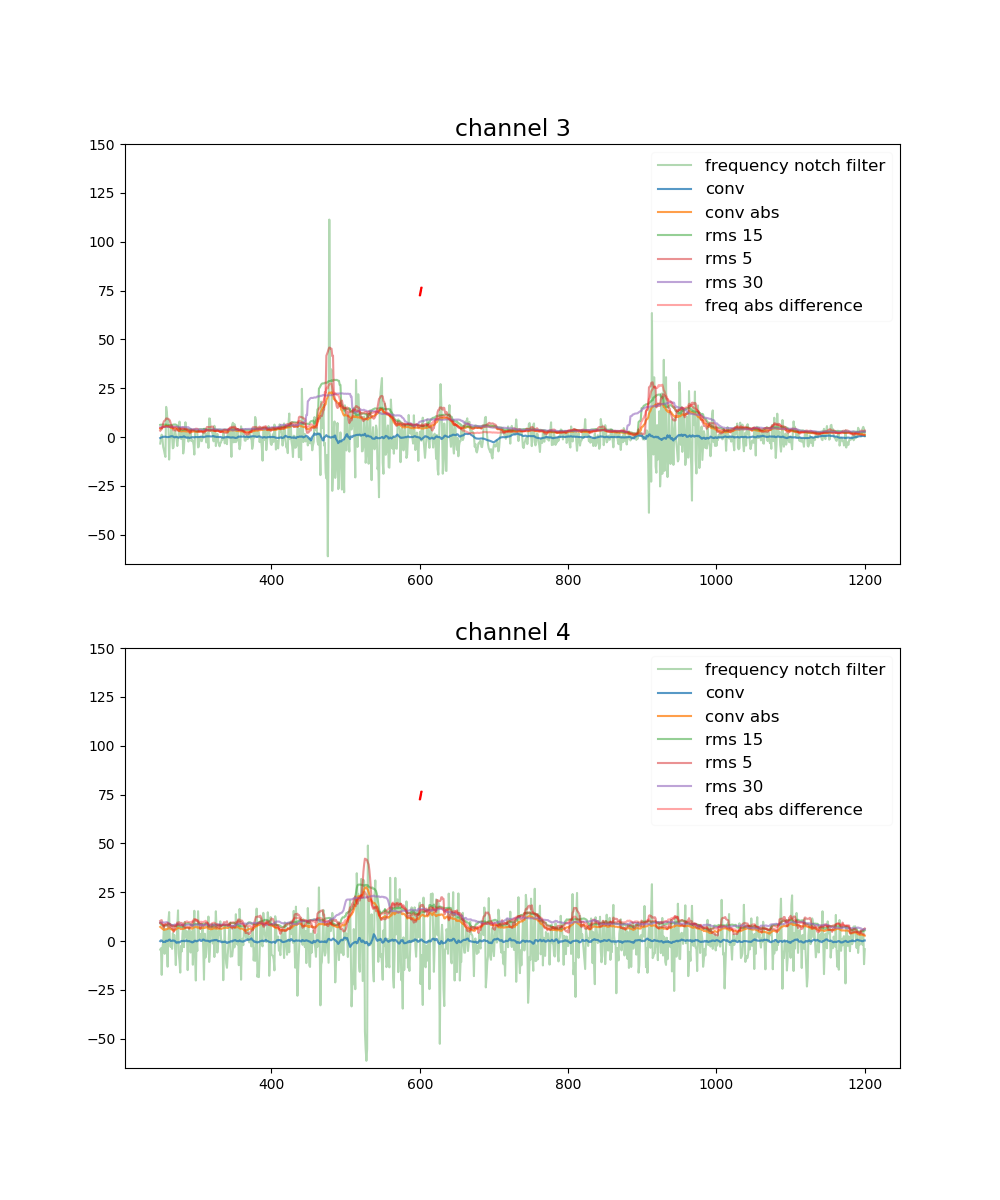 channel 3
150
125
100
75
50
25
0
−25
−50
frequency notch filter
conv
conv abs
rms 15
rms 5
rms 30
freq abs difference
I
400 600 800 1000 1200
channel 4
150
125
100
75
50
25
0
−25
−50
frequency notch filter
conv
conv abs
rms 15
rms 5
rms 30
freq abs difference
I
400 600 800 1000 1200